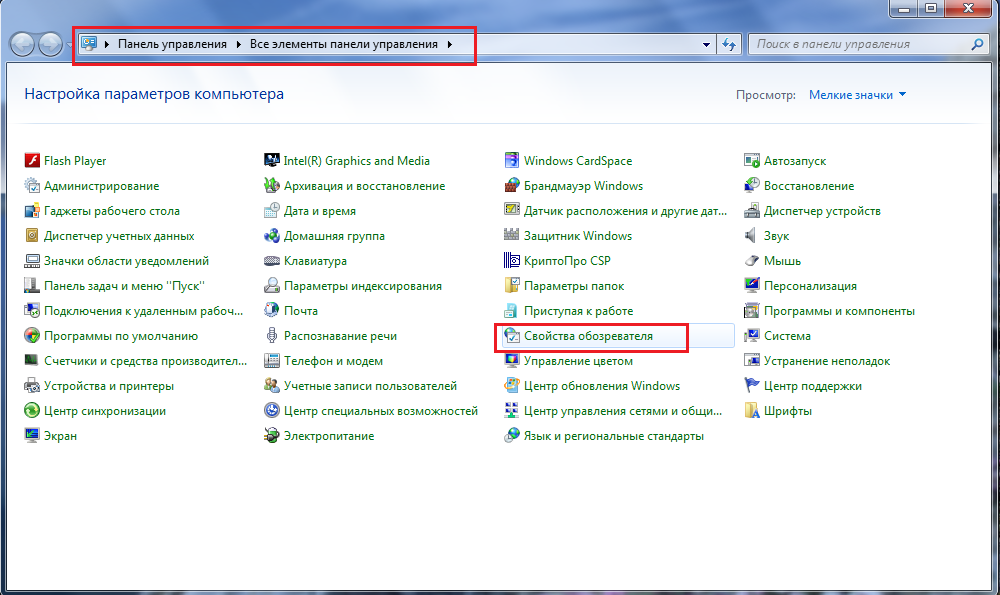 Панель управления ▸ Все элементы панели управления ▸
Поиск в панели управления
Настройка параметров компьютера
Просмотр: Мелкие значки
Flash Player
Intel(R) Graphics and Media
Windows CardSpace
Автозапуск
Администрирование
Архивация и восстановление
Брандмауэр Windows
Восстановление
Гаджеты рабочего стола
Дата и время
Датчик расположения и другие дат...
Диспетчер устройств
Диспетчер учетных данных
Домашняя группа
Защитник Windows
Звук
Значки области уведомлений
Клавиатура
КриптоПро CSP
Мышь
Панель задач и меню "Пуск"
Параметры индексирования
Параметры папок
Персонализация
Подключения к удаленным рабоч...
Почта
Приступая к работе
Программы и компоненты
Программы по умолчанию
Распознавание речи
Свойства обозревателя
Система
Счетчики и средства производител...
Телефон и модем
Управление цветом
Устранение неполадок
Устройства и принтеры
Учетные записи пользователей
Центр обновления Windows
Центр поддержки
Центр синхронизации
Центр специальных возможностей
Центр управления сетями и общи...
Шрифты
Экран
Электропитание
Язык и региональные стандарты